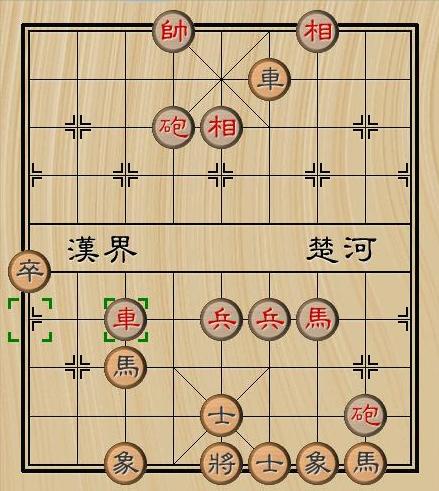 帥 相
車
砲 相
漢界 楚河
卒
車 兵 兵 馬
馬
士 砲
象 將 士 象 馬